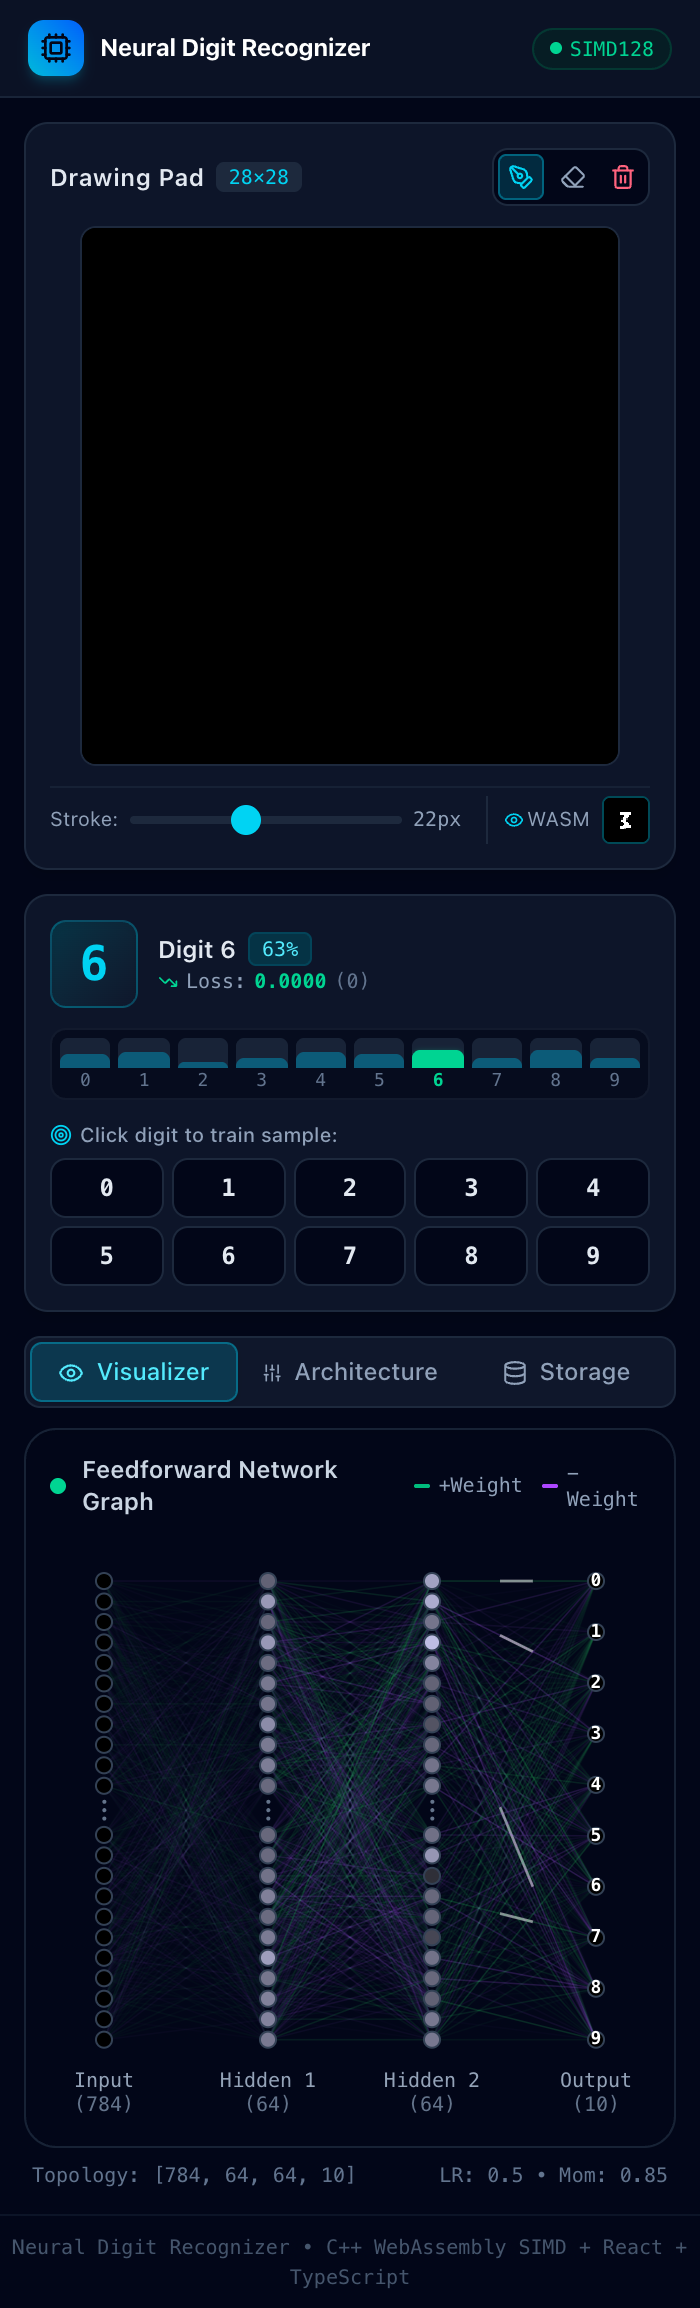 Neural Digit Recognizer
SIMD128
Drawing Pad 28×28
Stroke: 22px WASM
6
Digit 6 63%
Loss: 0.0000 (0)
0 1 2 3 4 5 6 7 8 9
Click digit to train sample:
0 1 2 3 4
5 6 7 8 9
Visualizer Architecture Storage
Feedforward Network
Graph
+Weight
−
Weight
0
1
2
3
4
5
6
7
8
9
Input Hidden 1 Hidden 2 Output
(784) (64) (64) (10)
Topology: [784, 64, 64, 10] LR: 0.5 • Mom: 0.85
Neural Digit Recognizer • C++ WebAssembly SIMD + React +
TypeScript